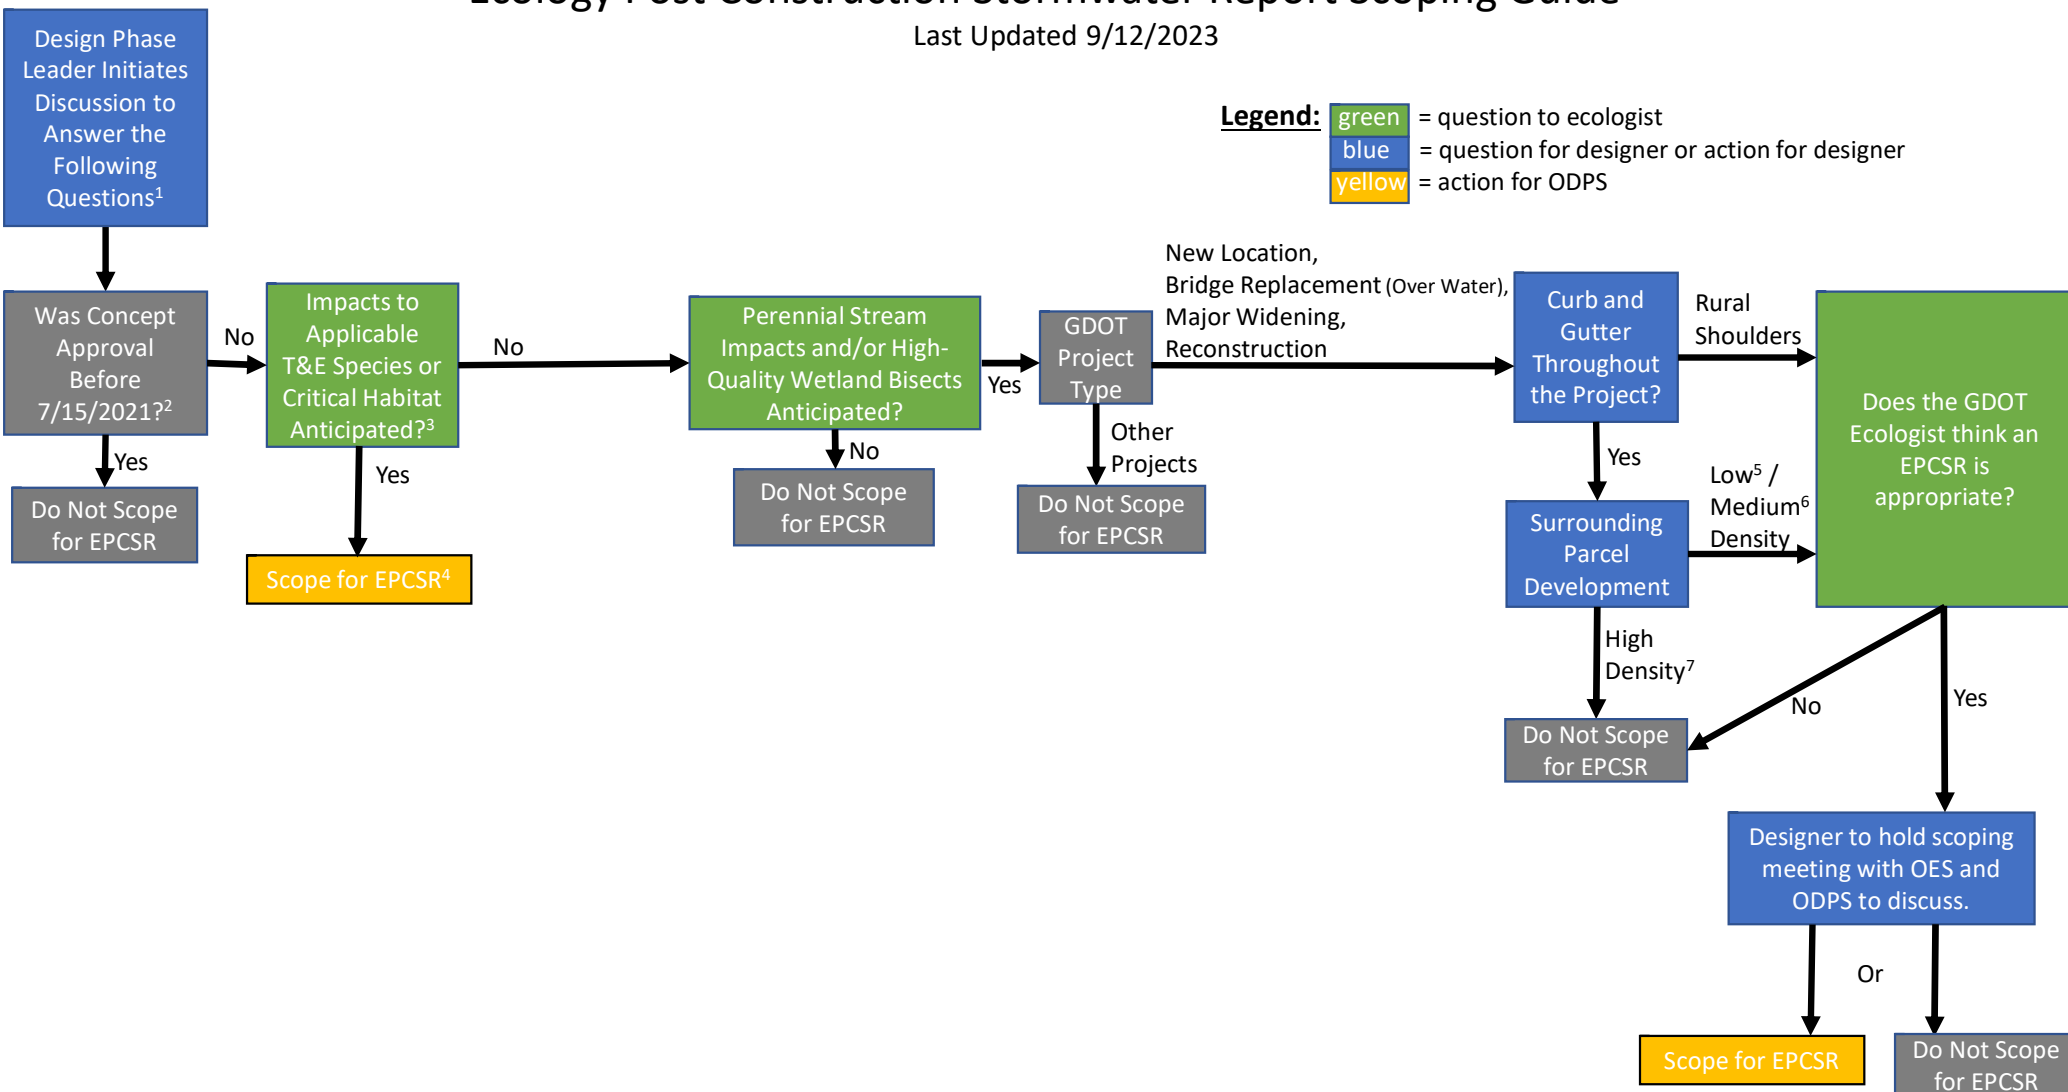 Ecology Post Construction Stormwater Report Scoping Guide
Last Updated 9/12/2023
Design Phase
Leader Initiates
Discussion to
Answer the
Following
Questions1
Legend:
green = question to ecologist
blue = question for designer or action for designer
yellow = action for ODPS
Was Concept
Approval
Before
7/15/2021?2
No
Yes
Do Not Scope
for EPCSR
Impacts to
Applicable
T&E Species or
Critical Habitat
Anticipated?3
No
Yes
Scope for EPCSR4
Perennial Stream
Impacts and/or High-
Quality Wetland Bisects
Anticipated?
Yes
No
Do Not Scope
for EPCSR
GDOT
Project
Type
New Location,
Bridge Replacement (Over Water),
Major Widening,
Reconstruction
Other
Projects
Do Not Scope
for EPCSR
Curb and
Gutter
Throughout
the Project?
Rural
Shoulders
Yes
Surrounding
Parcel
Development
Low5 /
Medium6
Density
High
Density7
Do Not Scope
for EPCSR
Does the GDOT
Ecologist think an
EPCSR is
appropriate?
No
Yes
Designer to hold scoping
meeting with OES and
ODPS to discuss.
Or
Scope for EPCSR
Do Not Scope
for EPCSR